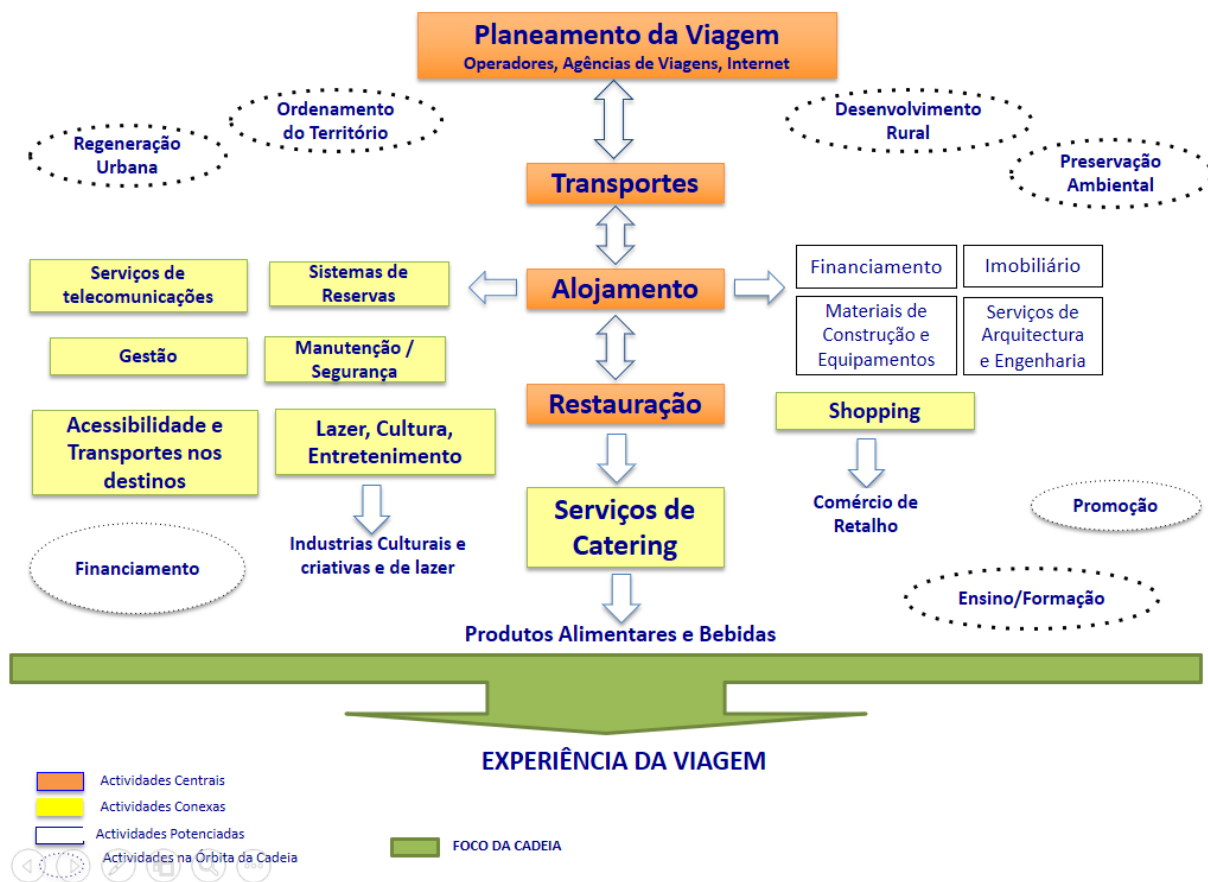 Planeamento da Viagem
Operadores, Agências de Viagens, Internet
Ordenamento
do Território
Desenvolvimento
Rural
Regeneração
Urbana
Preservação
Ambiental
Transportes
Serviços de
telecomunicações
Sistemas de
Reservas
Alojamento
Financiamento
Imobiliário
Materiais de
Construção e
Equipamentos
Serviços de
Arquitectura
e Engenharia
Gestão
Manutenção /
Segurança
Restauração
Shopping
Acessibilidade e
Transportes nos
destinos
Lazer, Cultura,
Entretenimento
Serviços de
Catering
Comércio de
Retalho
Promoção
Industrias Culturais e
criativas e de lazer
Financiamento
Ensino/Formação
Produtos Alimentares e Bebidas
EXPERIÊNCIA DA VIAGEM
Actividades Centrais
Actividades Conexas
Actividades Potenciadas
Actividades na Órbita da Cadeia
FOCO DA CADEIA